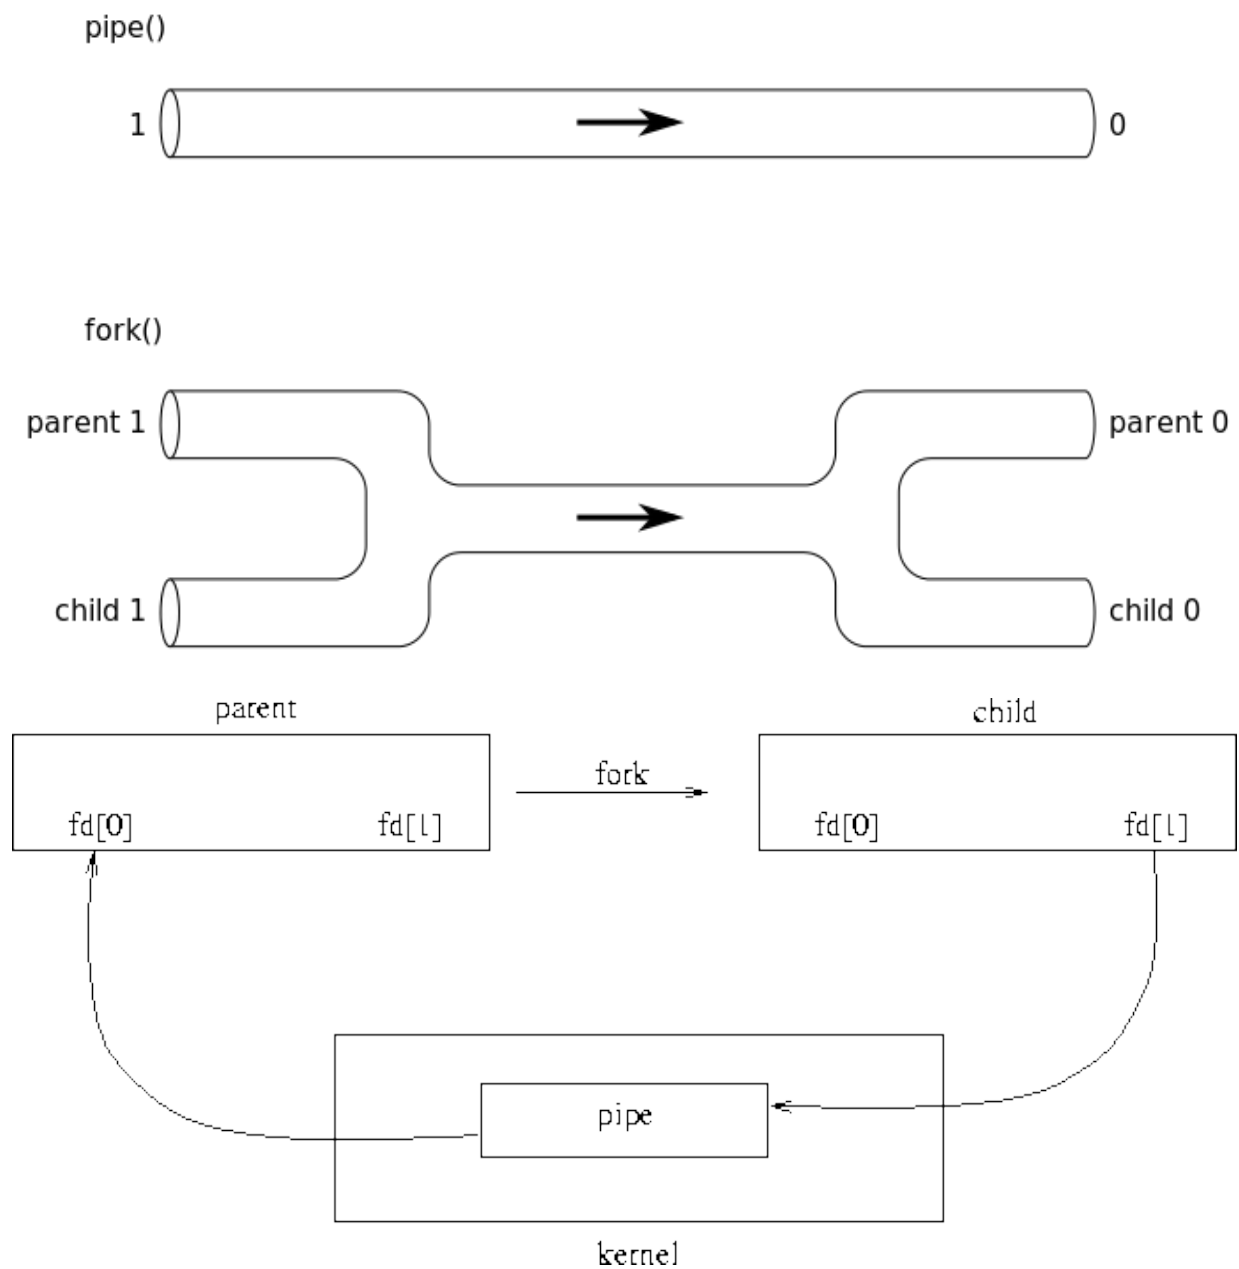 pipe()
1
0
fork()
parent 1
parent 0
child 1
child 0
parent
child
fork
fd[0]
fd[1]
fd[0]
fd[1]
pipe
kernel